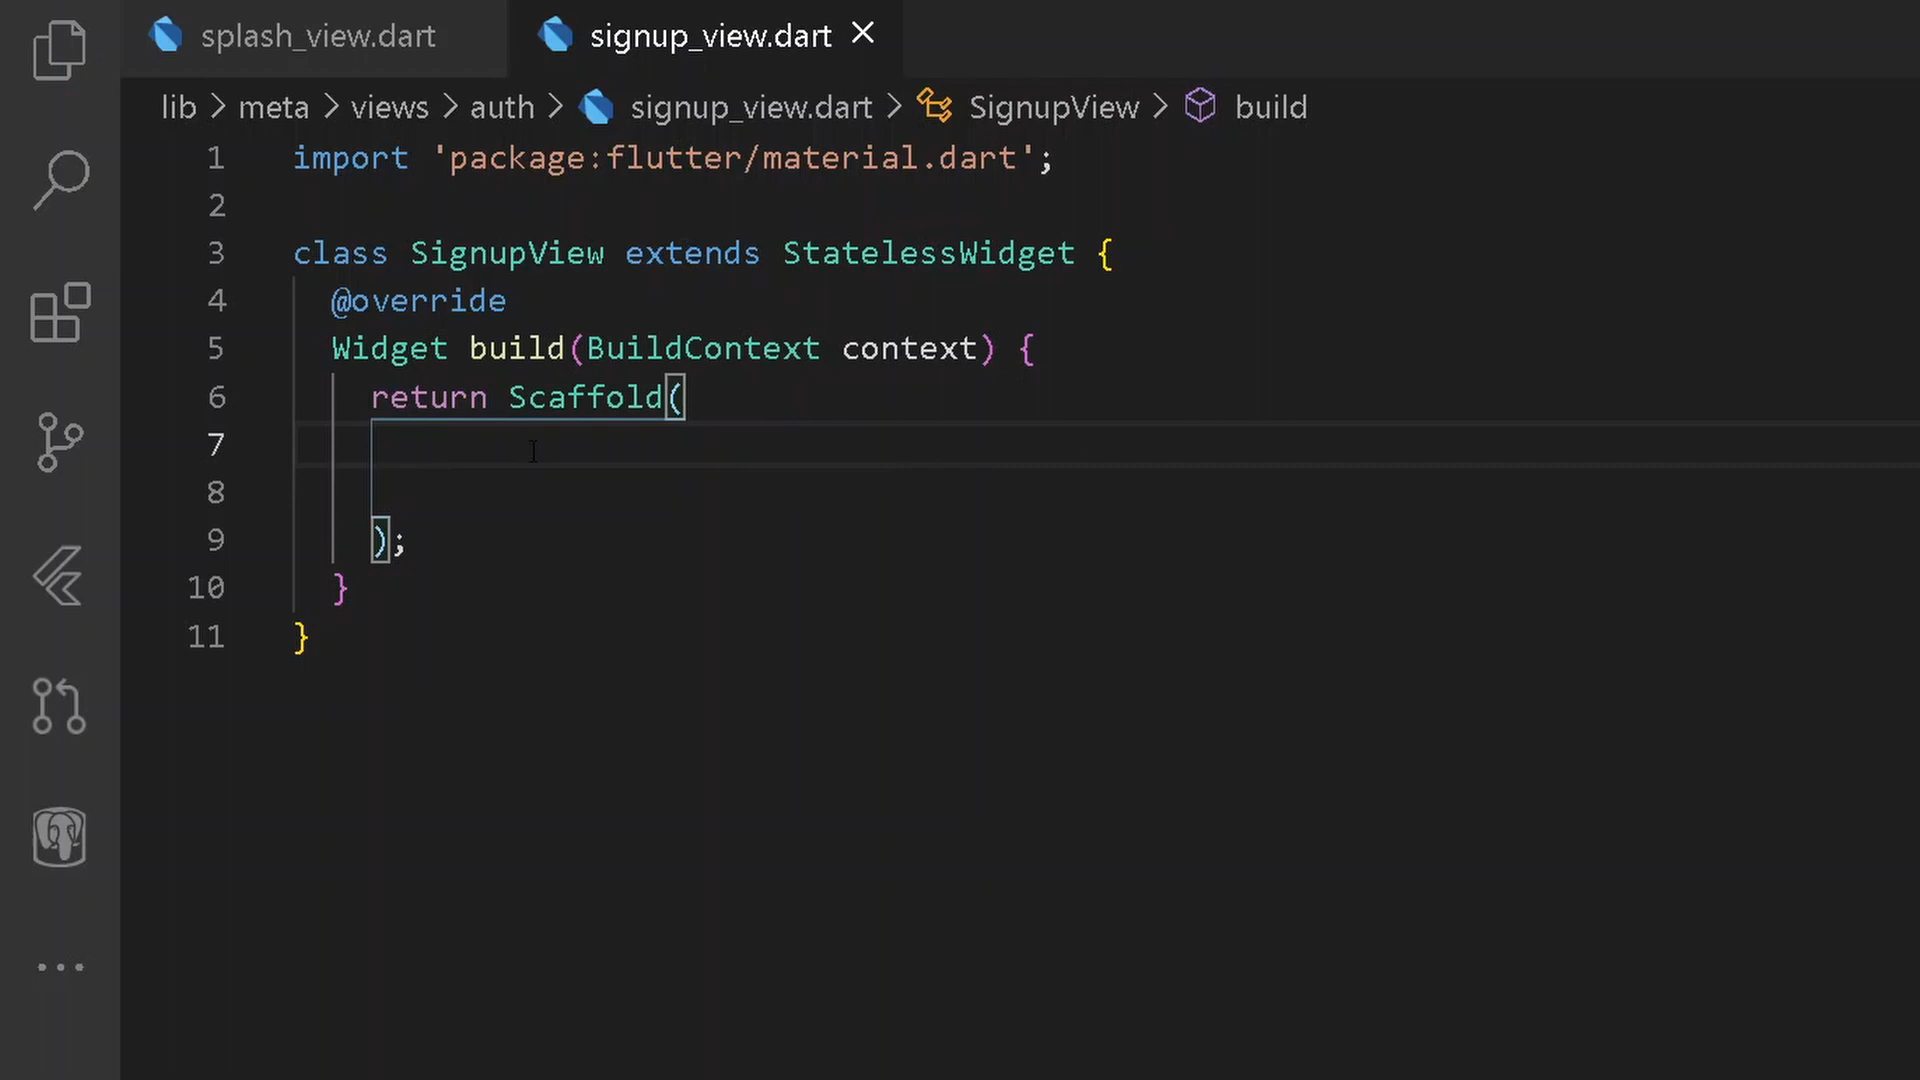 splash_view.dart signup_view.dart
lib > meta > views > auth > signup_view.dart > SignupView > build
1 import 'package:flutter/material.dart';
2
3 class SignupView extends StatelessWidget {
4 @override
5 Widget build(BuildContext context) {
6 return Scaffold(
7
8
9 );
10 }
11 }